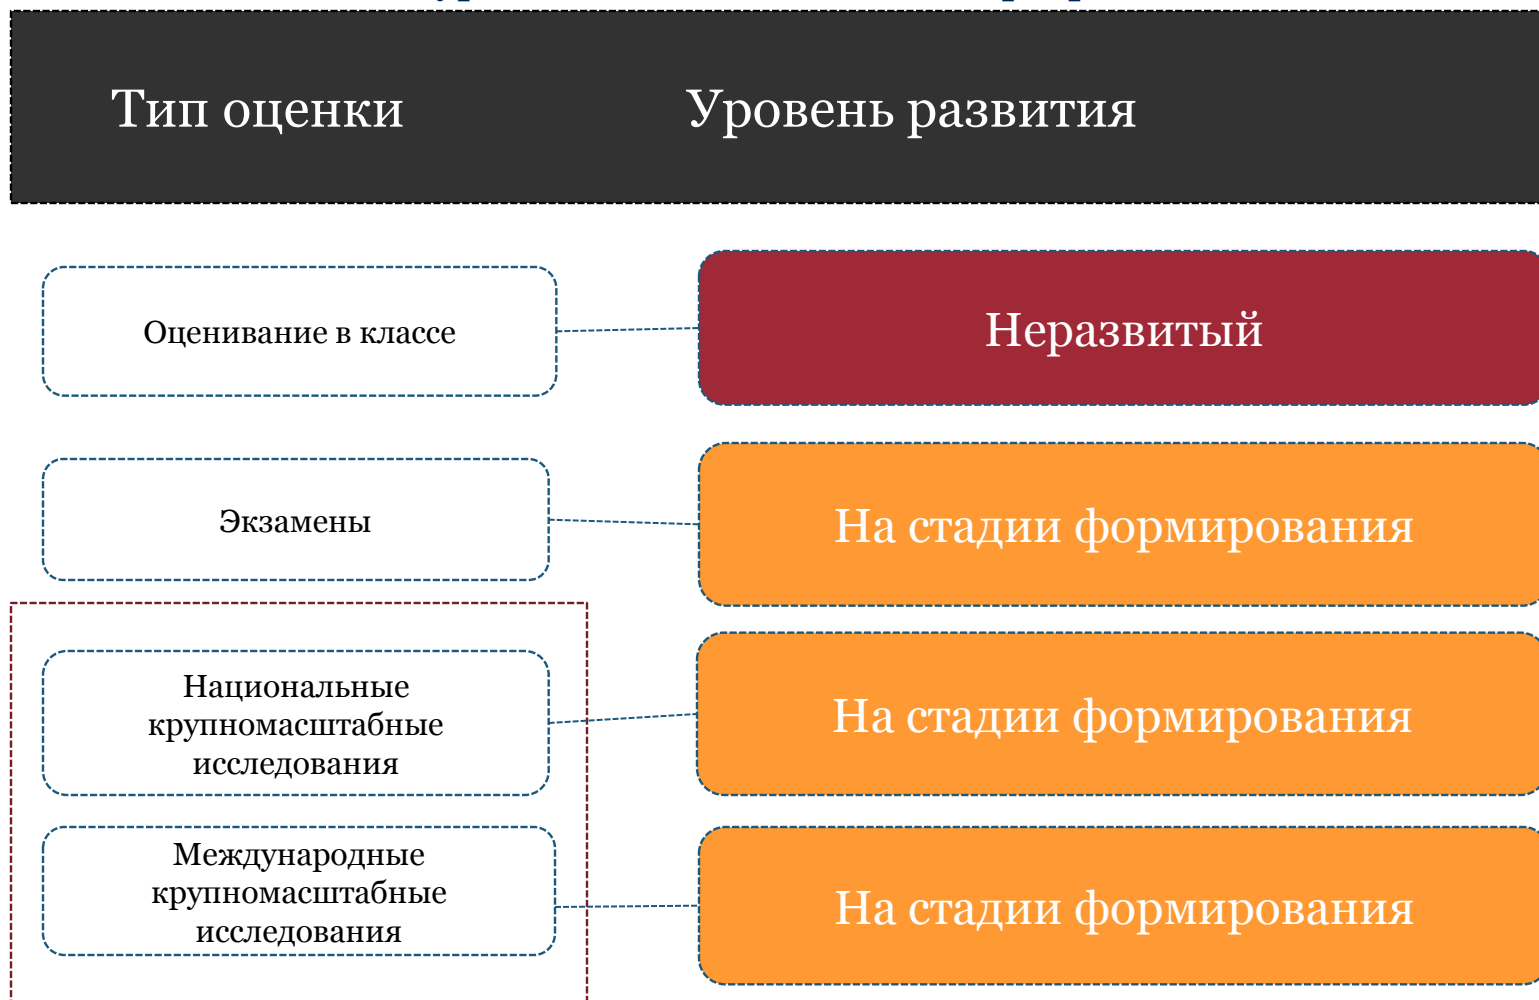 Тип оценки
Уровень развития
Оценивание в классе
Неразвитый
Экзамены
На стадии формирования
Национальные
крупномасштабные
исследования
На стадии формирования
Международные
крупномасштабные
исследования
На стадии формирования